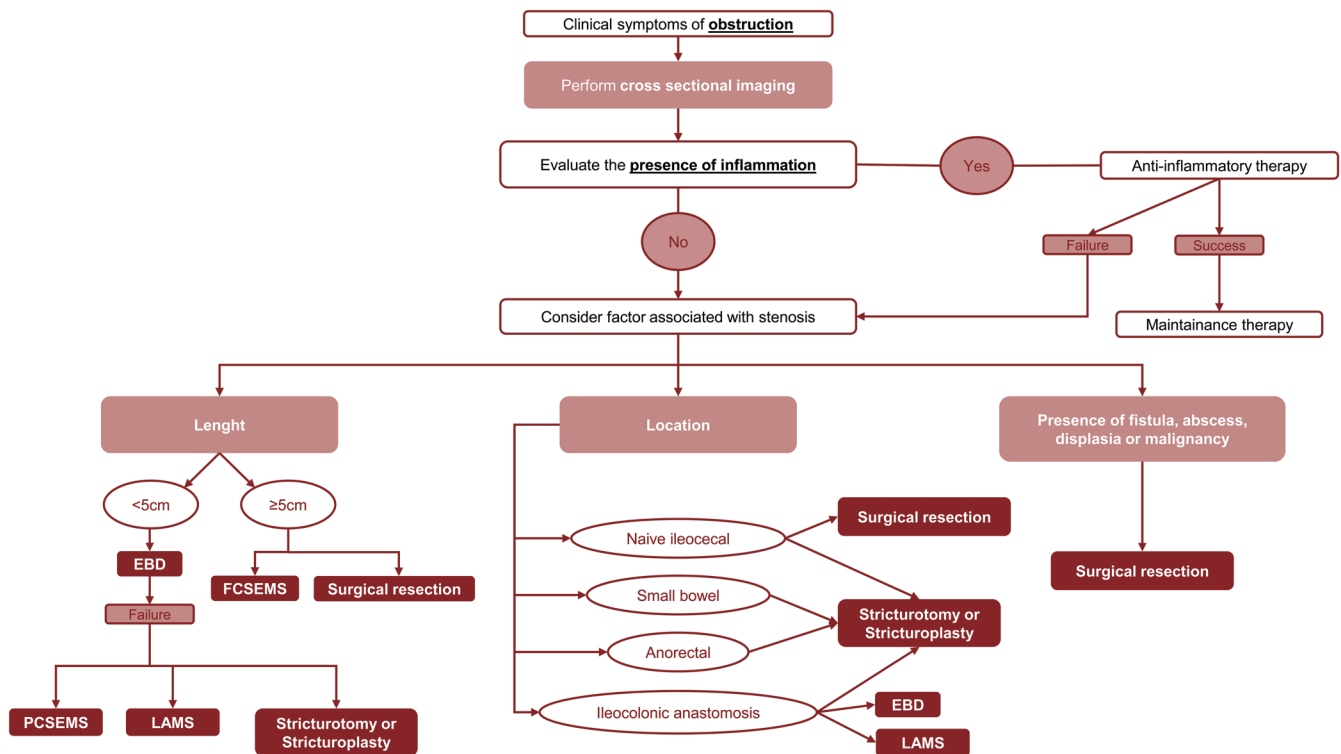 Clinical symptoms of obstruction
Perform cross sectional imaging
Evaluate the presence of inflammation
Yes
Anti-inflammatory therapy
No
Failure
Success
Consider factor associated with stenosis
Maintainance therapy
Lenght
Location
Presence of fistula, abscess,
displasia or malignancy
<5cm
≥5cm
EBD
FCSEMS
Surgical resection
Failure
PCSEMS
LAMS
Stricturotomy or
Stricturoplasty
Naive ileocecal
Small bowel
Anorectal
Ileocolonic anastomosis
Surgical resection
Stricturotomy or
Stricturoplasty
EBD
LAMS
Surgical resection